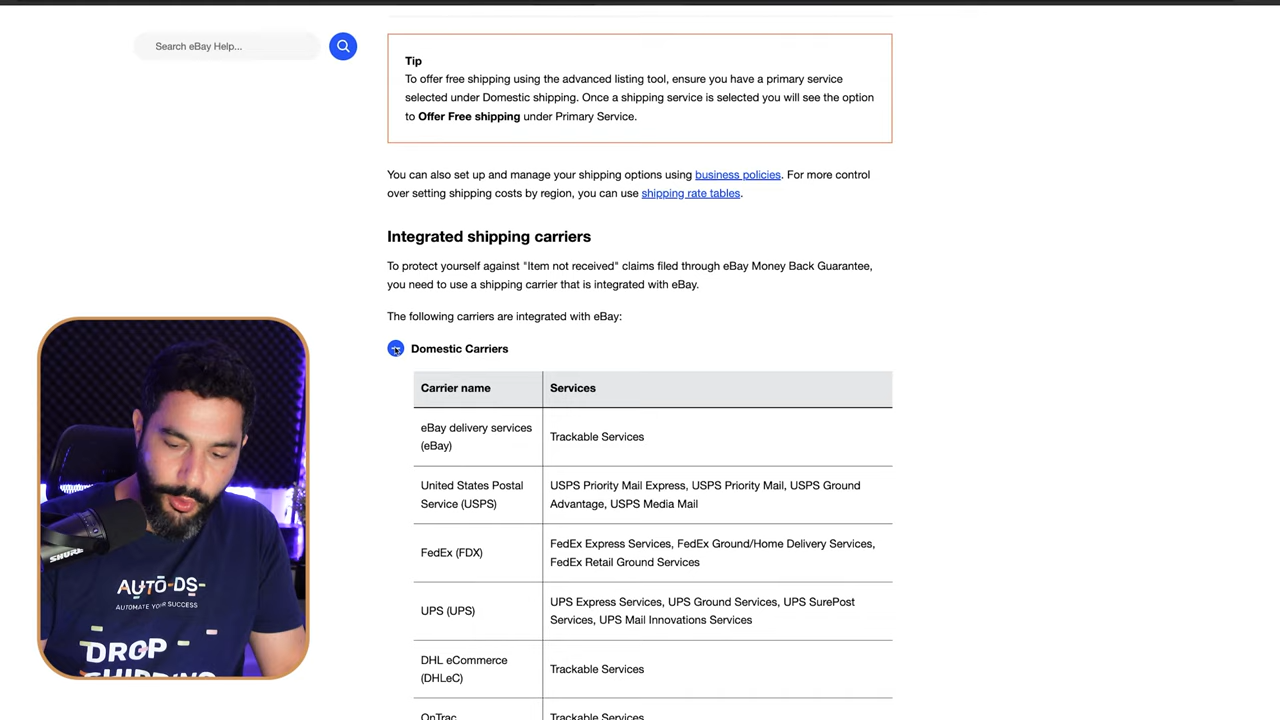 Search eBay Help...
Tip
To offer free shipping using the advanced listing tool, ensure you have a primary service
selected under Domestic shipping. Once a shipping service is selected you will see the option
to Offer Free shipping under Primary Service.
You can also set up and manage your shipping options using business policies. For more control
over setting shipping costs by region, you can use shipping rate tables.
Integrated shipping carriers
To protect yourself against "Item not received" claims filed through eBay Money Back Guarantee,
you need to use a shipping carrier that is integrated with eBay.
The following carriers are integrated with eBay:
Domestic Carriers
Carrier name Services
eBay delivery services
(eBay)
Trackable Services
United States Postal
Service (USPS)
USPS Priority Mail Express, USPS Priority Mail, USPS Ground
Advantage, USPS Media Mail
FedEx (FDX)
FedEx Express Services, FedEx Ground/Home Delivery Services,
FedEx Retail Ground Services
UPS (UPS)
UPS Express Services, UPS Ground Services, UPS SurePost
Services, UPS Mail Innovations Services
DHL eCommerce
(DHLeC)
Trackable Services
OnTrac Trackable Services
SHURE
AUTO-DS
AUTOMATE YOUR SUCCESS
DROP
SHIPPING